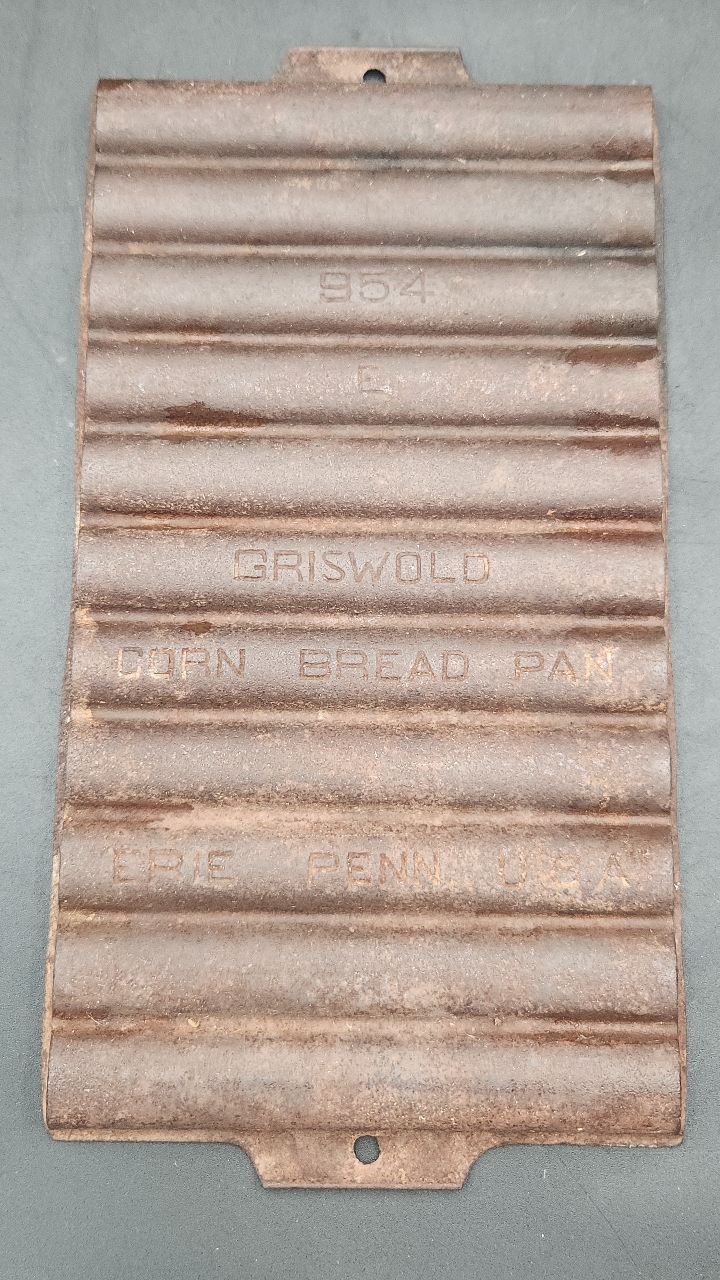 954
E
GRISWOLD
CORN BREAD PAN
ERIE PENN. U.S.A.